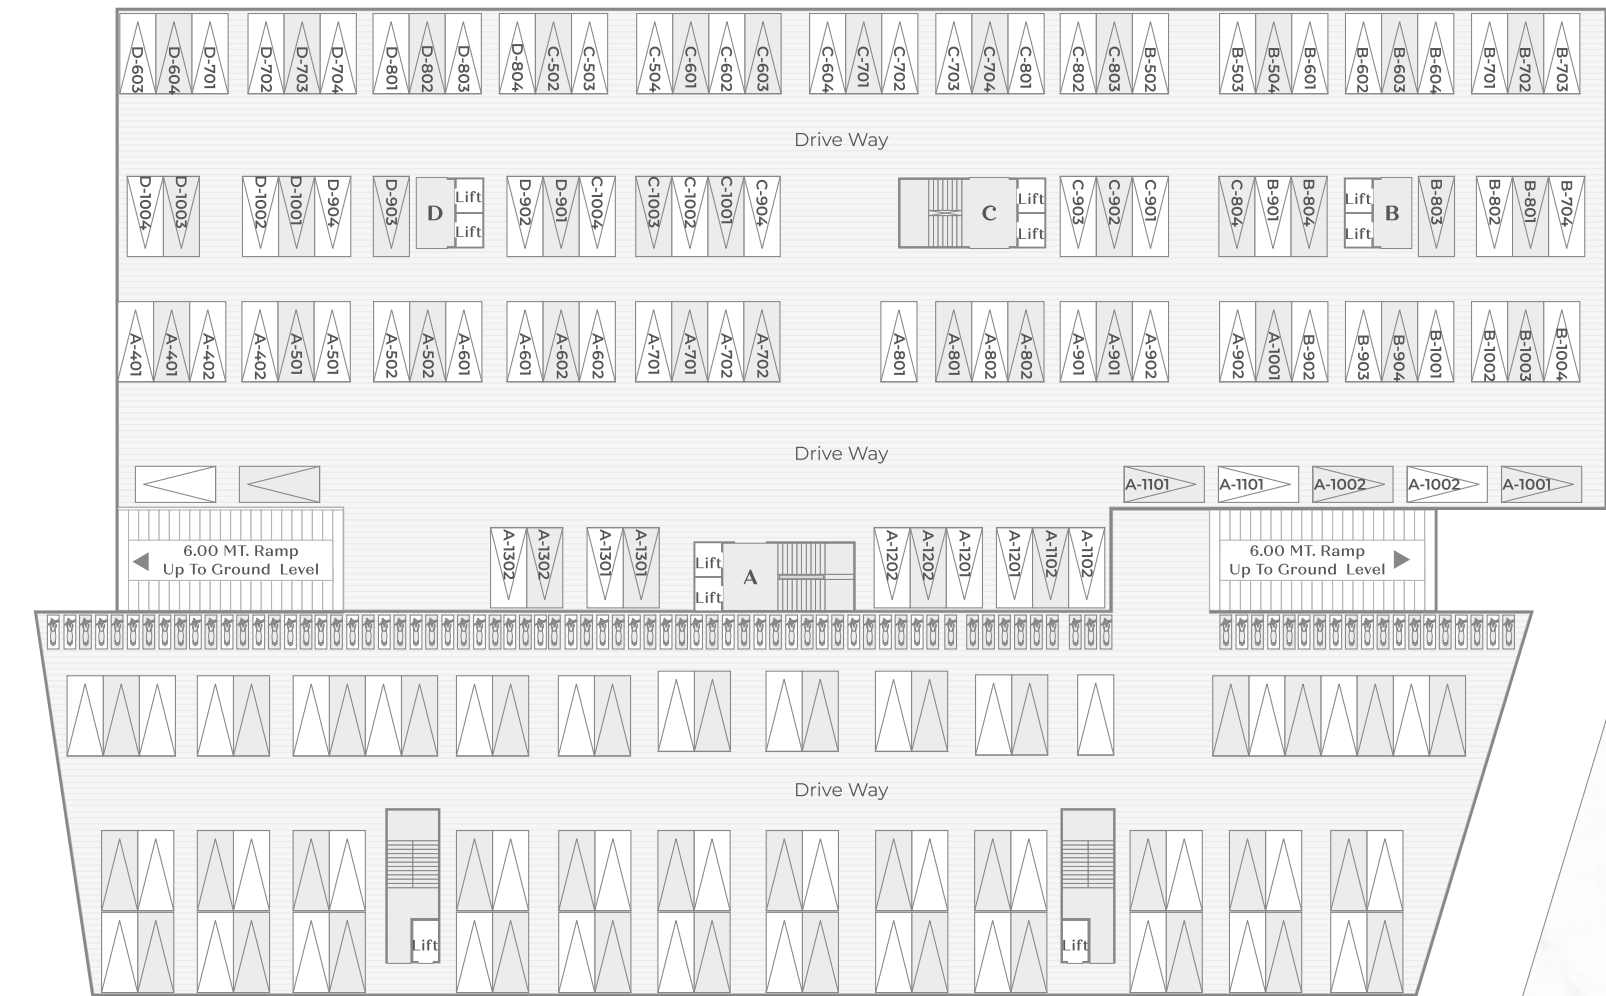 D-603 D-604 D-701 D-702 D-703 D-704 D-801 D-802 D-803 D-804 C-502 C-503 C-504 C-601 C-602 C-603 C-604 C-701 C-702 C-703 C-704 C-801 C-802 C-803 B-502 B-503 B-504 B-601 B-602 B-603 B-604 B-701 B-702 B-703
Drive Way
D-1004 D-1003 D-1002 D-1001 D-904 D-903 D Lift D-902 D-901 C-1004 C-1003 C-1002 C-1001 C-904 C Lift C-903 C-902 C-901 C-804 B-901 B-804 Lift B B-803 B-802 B-801 B-704
Lift Lift Lift
A-401 A-401 A-402 A-402 A-501 A-501 A-502 A-502 A-601 A-601 A-602 A-602 A-701 A-701 A-702 A-702 A-801 A-801 A-802 A-802 A-901 A-901 A-902 A-902 A-1001 B-902 B-903 B-904 B-1001 B-1002 B-1003 B-1004
Drive Way
A-1101 A-1101 A-1002 A-1002 A-1001
6.00 MT. Ramp
Up To Ground Level
A-1302 A-1302 A-1301 A-1301 Lift A A-1202 A-1202 A-1201 A-1201 A-1102 A-1102
Lift
6.00 MT. Ramp
Up To Ground Level
Drive Way
Lift Lift